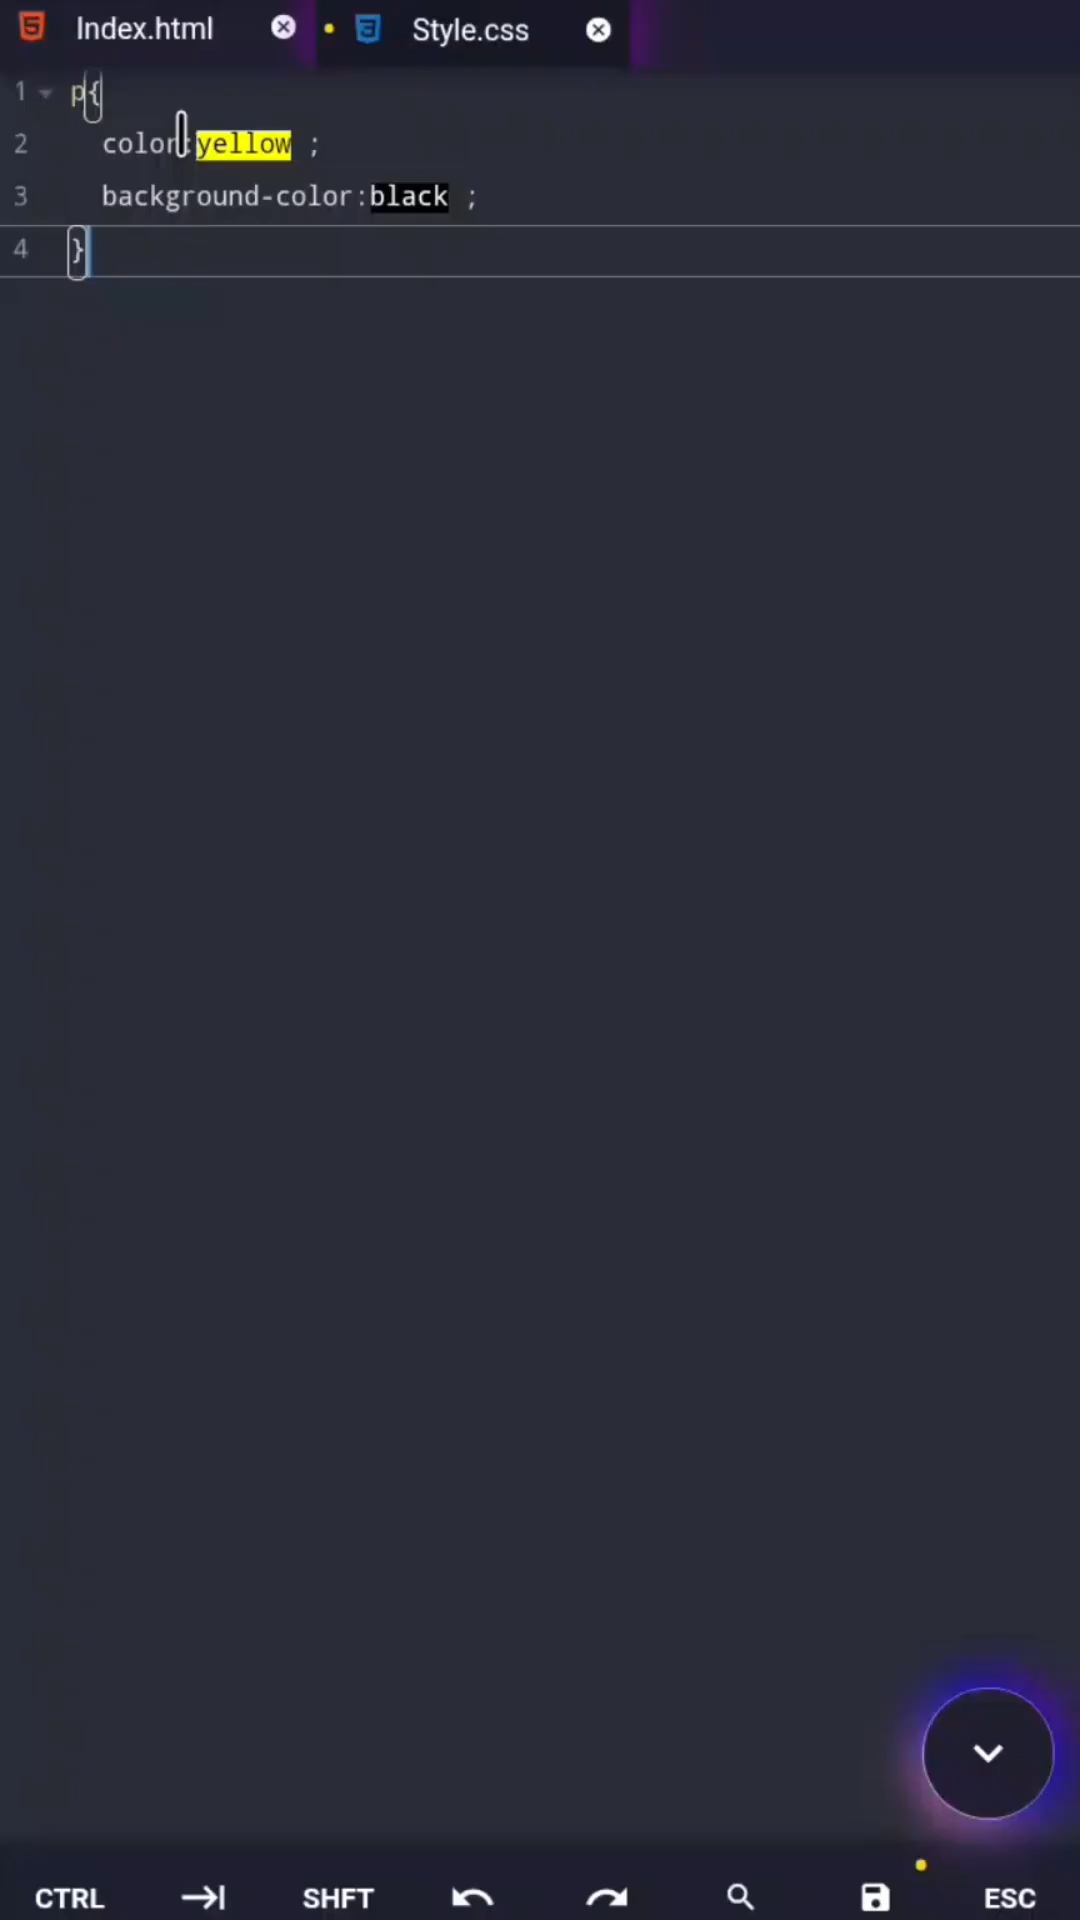 Index.html Style.css
1 p{
2 color:yellow ;
3 background-color:black ;
4 }
CTRL SHFT ESC